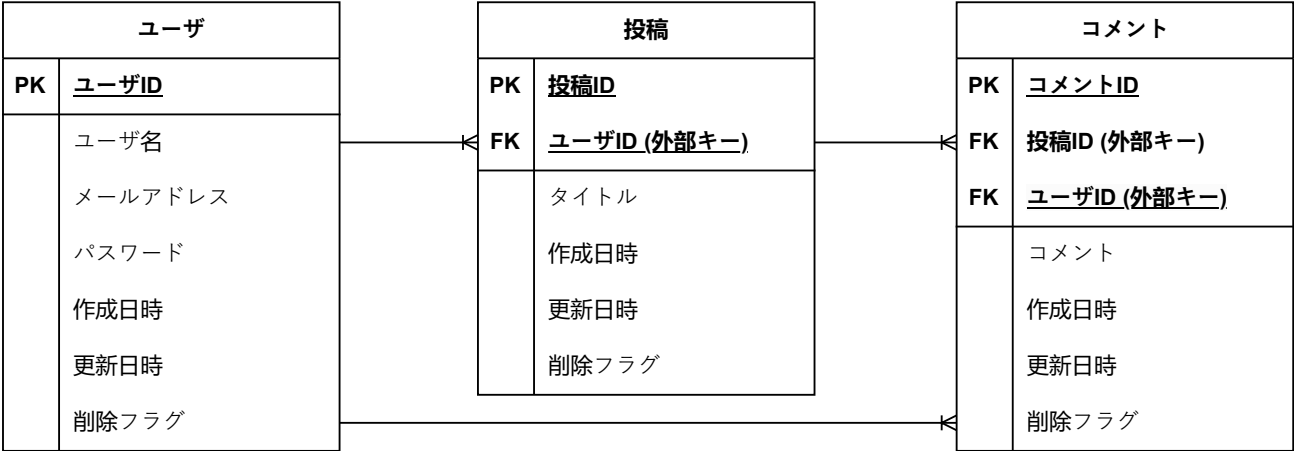 ユーザ
PK ユーザID
ユーザ名
メールアドレス
パスワード
作成日時
更新日時
削除フラグ
投稿
PK 投稿ID
FK ユーザID (外部キー)
タイトル
作成日時
更新日時
削除フラグ
コメント
PK コメントID
FK 投稿ID (外部キー)
FK ユーザID (外部キー)
コメント
作成日時
更新日時
削除フラグ